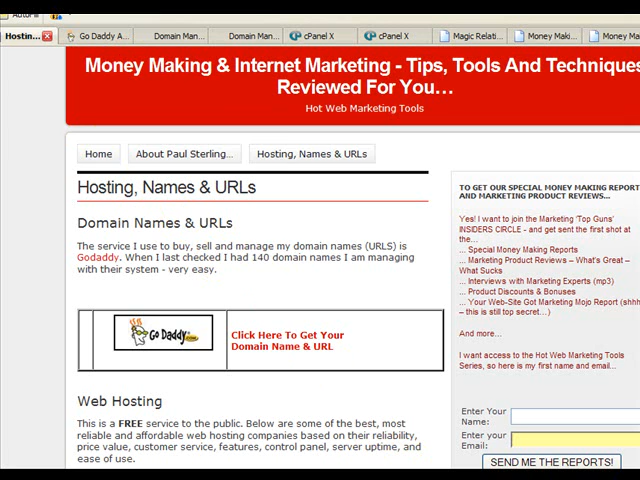 AutoFill
Hostin...
Go Daddy A...
Domain Man...
Domain Man...
cPanel X
cPanel X
Magic Relati...
Money Maki...
Money Ma
Money Making & Internet Marketing - Tips, Tools And Techniques
Reviewed For You...
Hot Web Marketing Tools
Home
About Paul Sterling...
Hosting, Names & URLs
Hosting, Names & URLs
Domain Names & URLs
The service I use to buy, sell and manage my domain names (URLS) is
Godaddy. When I last checked I had 140 domain names I am managing
with their system - very easy.
Go Daddy.COM
Click Here To Get Your
Domain Name & URL
Web Hosting
This is a FREE service to the public. Below are some of the best, most
reliable and affordable web hosting companies based on their reliability,
price value, customer service, features, control panel, server uptime, and
ease of use.
TO GET OUR SPECIAL MONEY MAKING REPORT
AND MARKETING PRODUCT REVIEWS...
Yes! I want to join the Marketing 'Top Guns'
INSIDERS CIRCLE - and get sent the first shot at
the...
... Special Money Making Reports
... Marketing Product Reviews – What's Great –
What Sucks
... Interviews with Marketing Experts (mp3)
... Product Discounts & Bonuses
... Your Web-Site Got Marketing Mojo Report (shhh
– this is still top secret...)
And more...
I want access to the Hot Web Marketing Tools
Series, so here is my first name and email...
Enter Your
Name:
Enter your
Email:
SEND ME THE REPORTS!